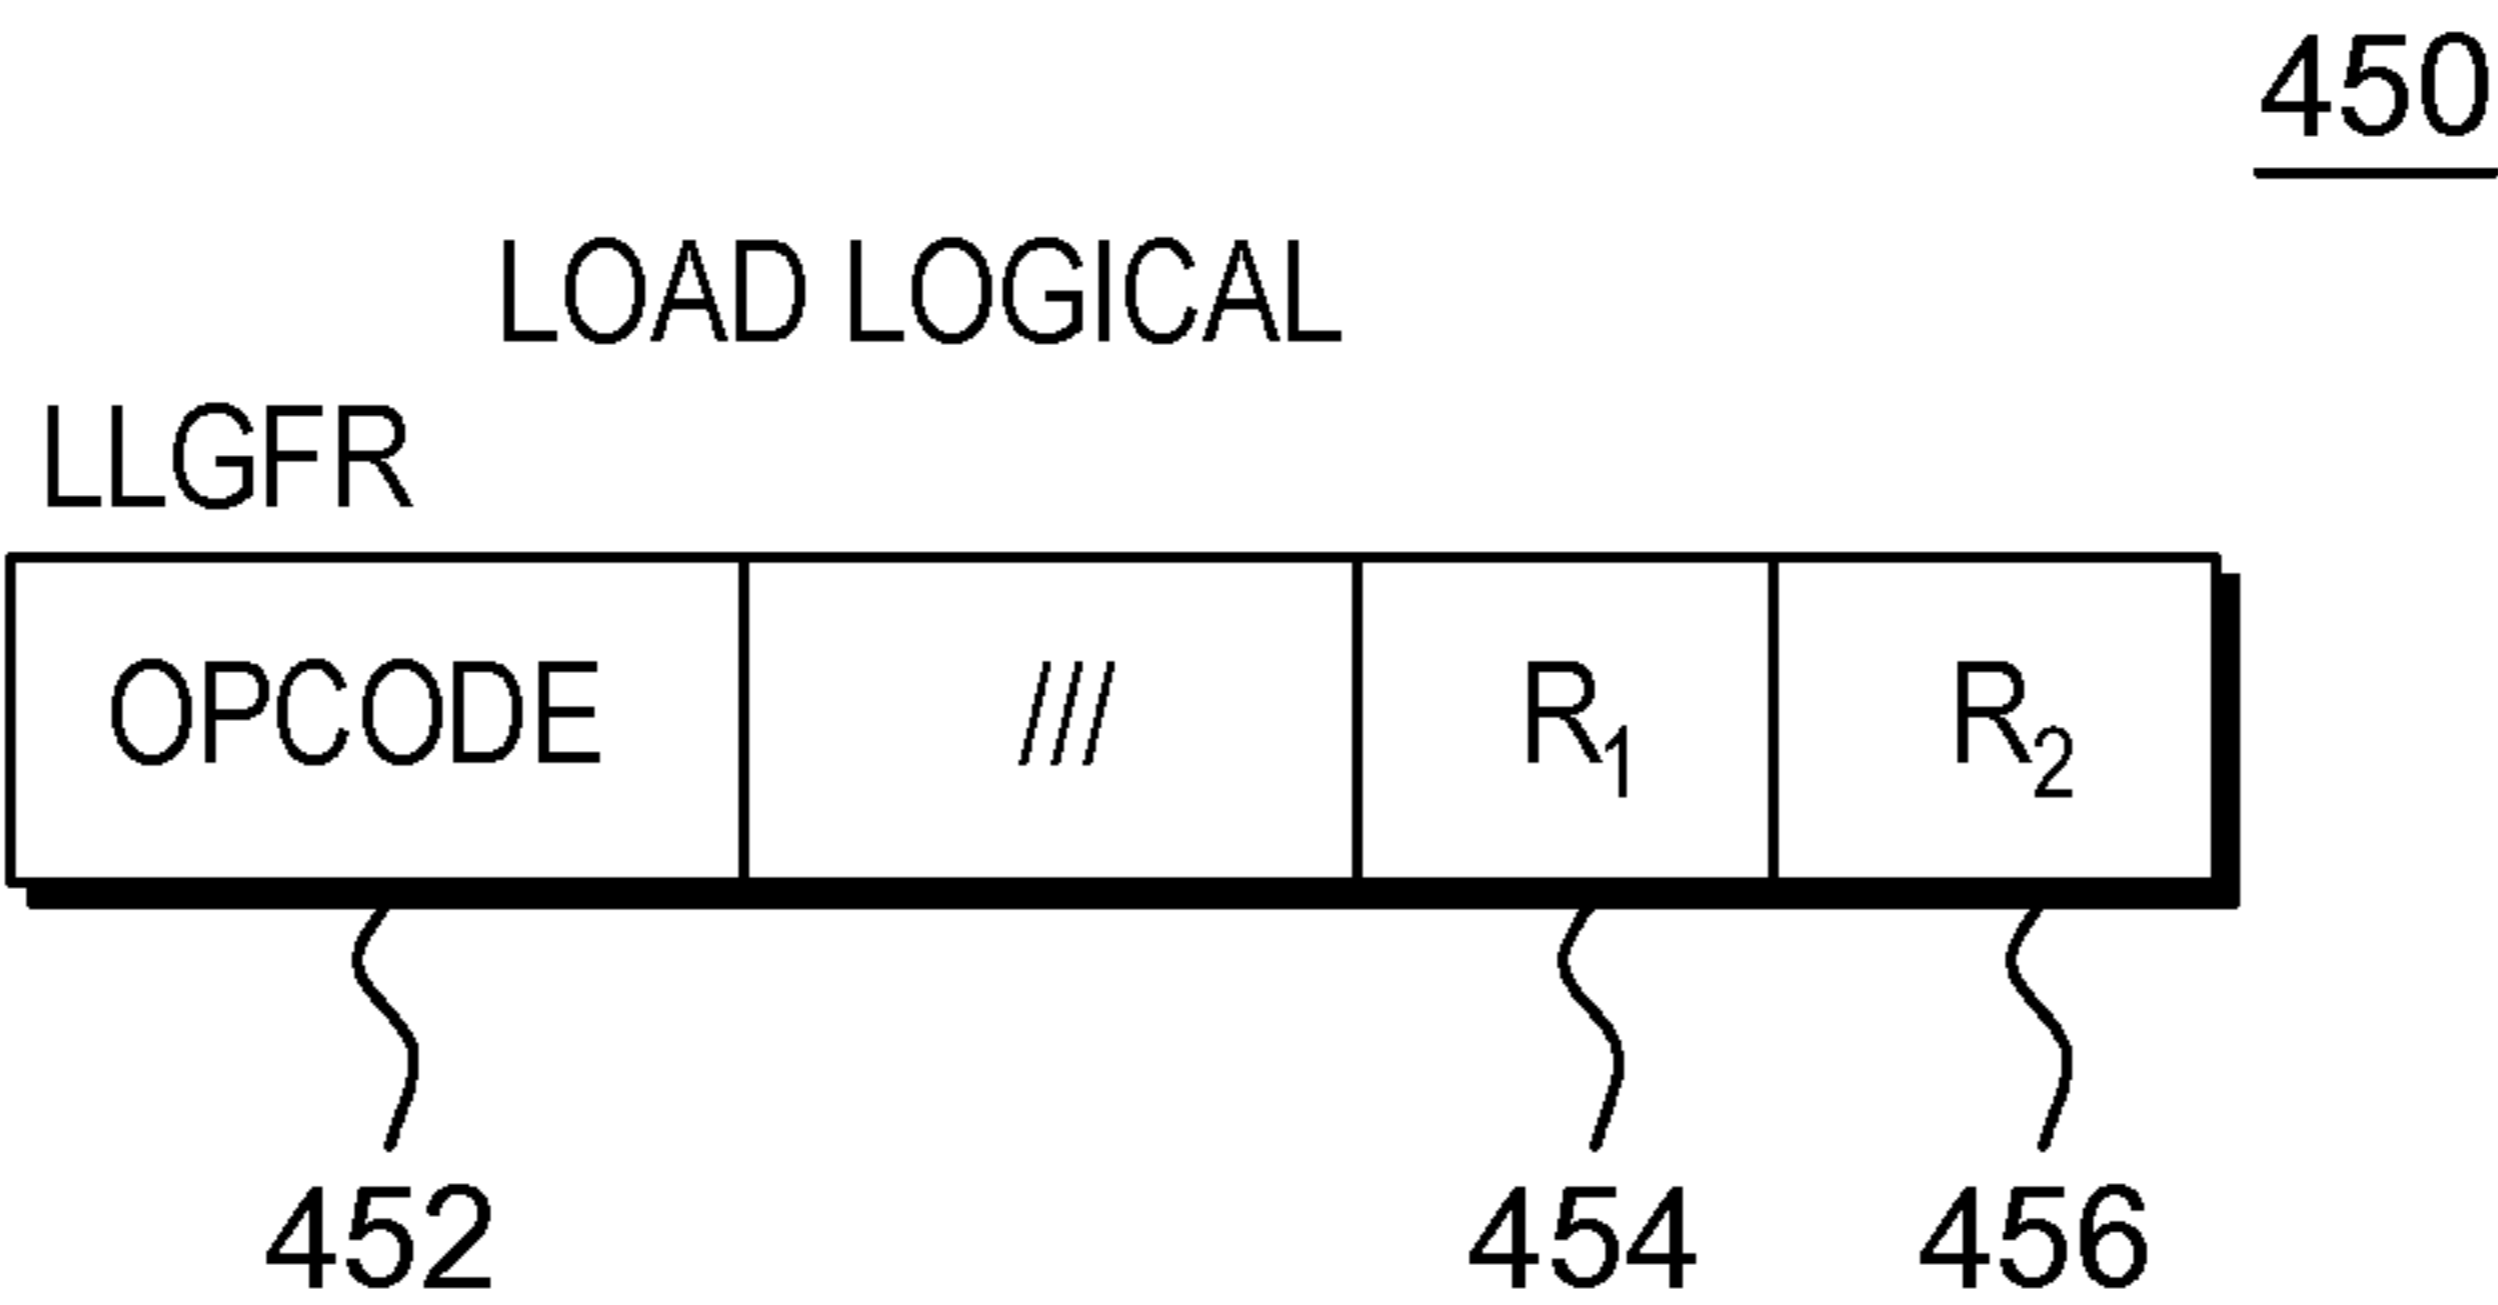 450
LOAD LOGICAL
LLGFR
OPCODE /// R₁ R₂
452 454 456